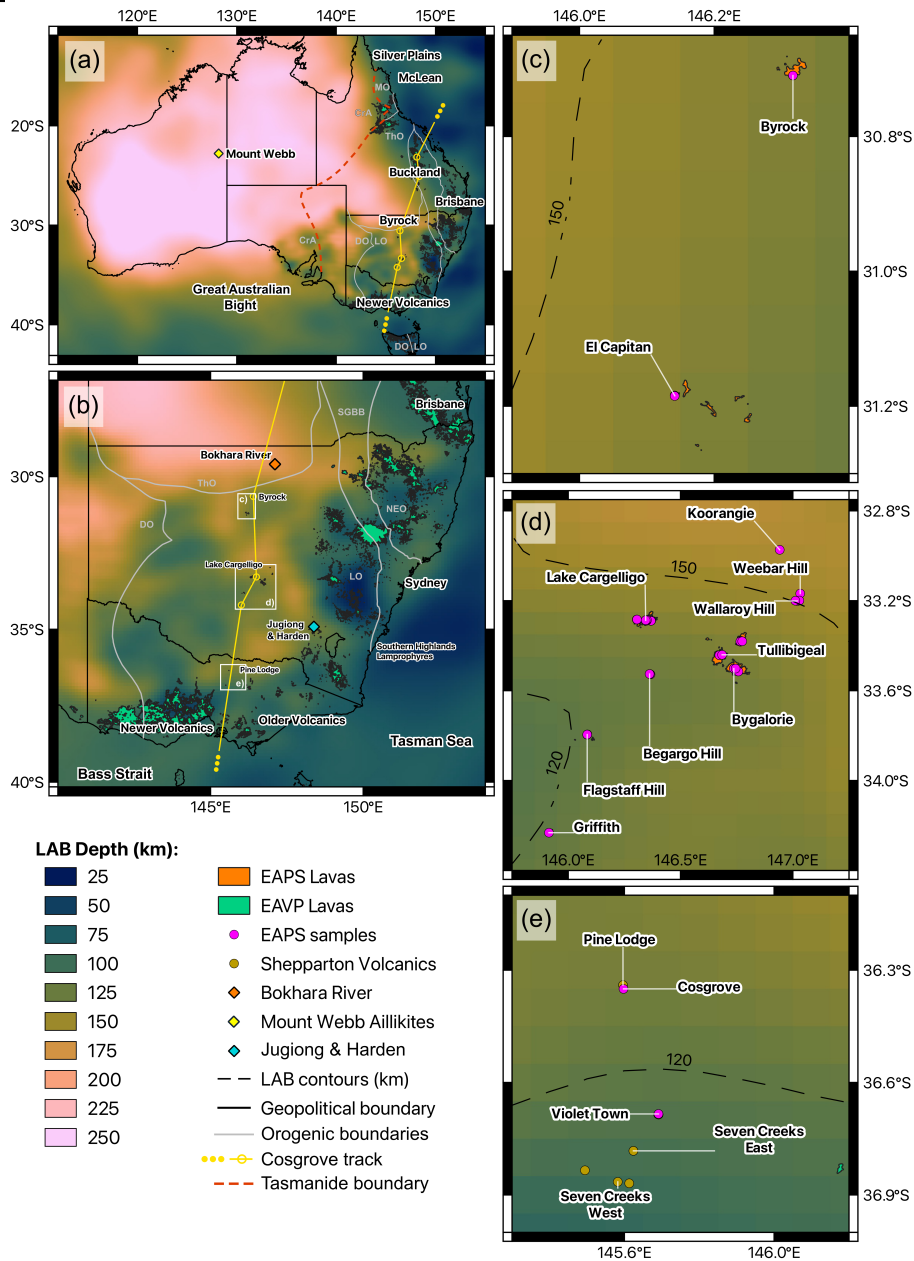 120°E 130°E 140°E 150°E
(a)
Silver Plains
McLean
MO
CrA
ThO
20°S
Mount Webb
Buckland
Brisbane
Byrock
30°S
CrA
DO LO
Great Australian
Bight
Newer Volcanics
40°S
DO LO
(b)
Brisbane
SGBB
Bokhara River
30°S
ThO
c)
Byrock
NEO
DO
Lake Cargelligo
LO
Sydney
d)
Jugiong
& Harden
35°S
Southern Highlands
Lamprophyres
Pine Lodge
e)
Older Volcanics
Newer Volcanics
Tasman Sea
Bass Strait
40°S
145°E 150°E
146.0°E 146.2°E
(c)
Byrock
30.8°S
150
31.0°S
El Capitan
31.2°S
(d)
32.8°S
Koorangie
150
Weebar Hill
Lake Cargelligo
Wallaroy Hill
33.2°S
Tullibigeal
33.6°S
Bygalorie
Begargo Hill
120
Flagstaff Hill
34.0°S
Griffith
146.0°E 146.5°E 147.0°E
(e)
Pine Lodge
36.3°S
Cosgrove
120
36.6°S
Violet Town
Seven Creeks
East
Seven Creeks
West
36.9°S
145.6°E 146.0°E
LAB Depth (km):
25
50
75
100
125
150
175
200
225
250
EAPS Lavas
EAVP Lavas
EAPS samples
Shepparton Volcanics
Bokhara River
Mount Webb Aillikites
Jugiong & Harden
LAB contours (km)
Geopolitical boundary
Orogenic boundaries
Cosgrove track
Tasmanide boundary